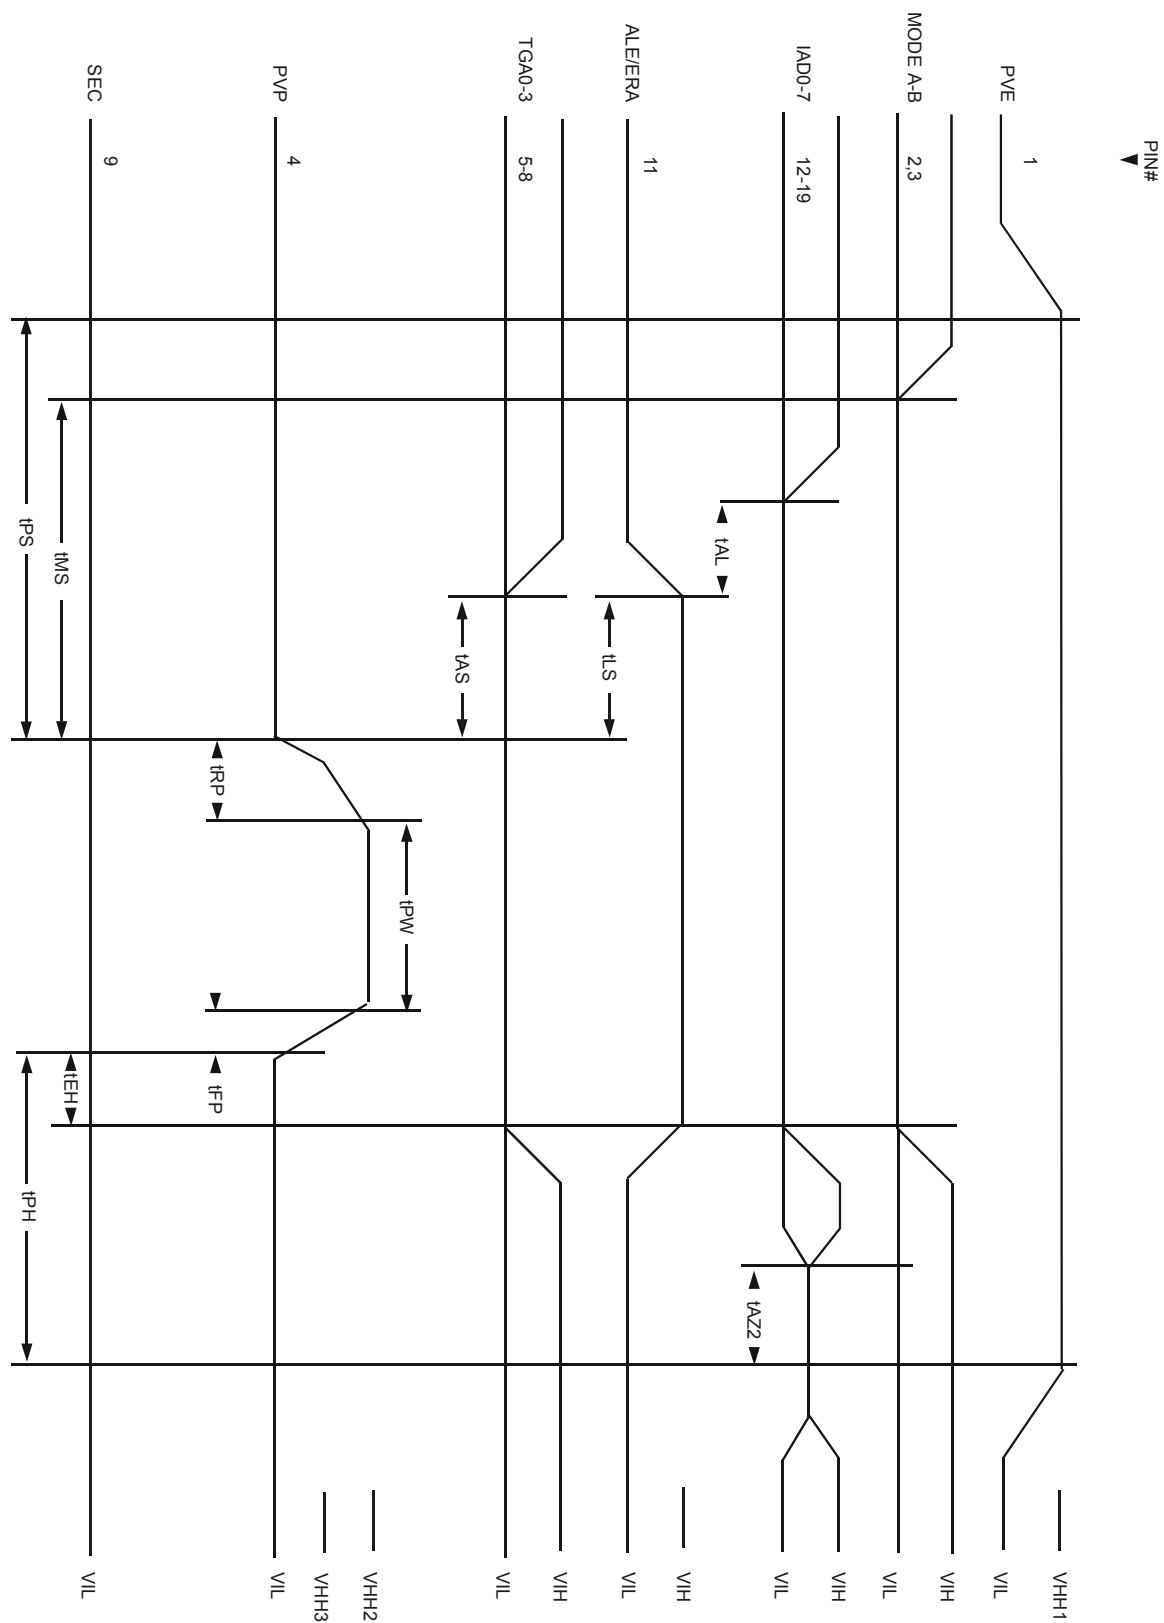 PIN#
PVE
1
VHH1
VIL
MODE A-B
2,3
VIH
VIL
IAD0-7
12-19
VIH
VIL
tAZ2
tAL
ALE/ERA
11
VIH
VIL
tLS
TGA0-3
5-8
VIH
VIL
tAS
tPW
VHH2
VHH3
PVP
4
VIL
tRP
tFP
SEC
9
VIL
tMS
tEH
tPS
tPH